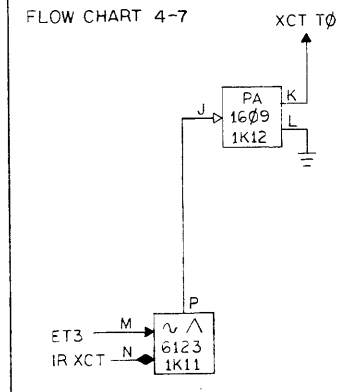 FLOW CHART 4-7
XCT TØ
K
PA
J
16Ø9
L
1K12
P
M
ET3
∿ Λ
6123
N
IR XCT
1K11